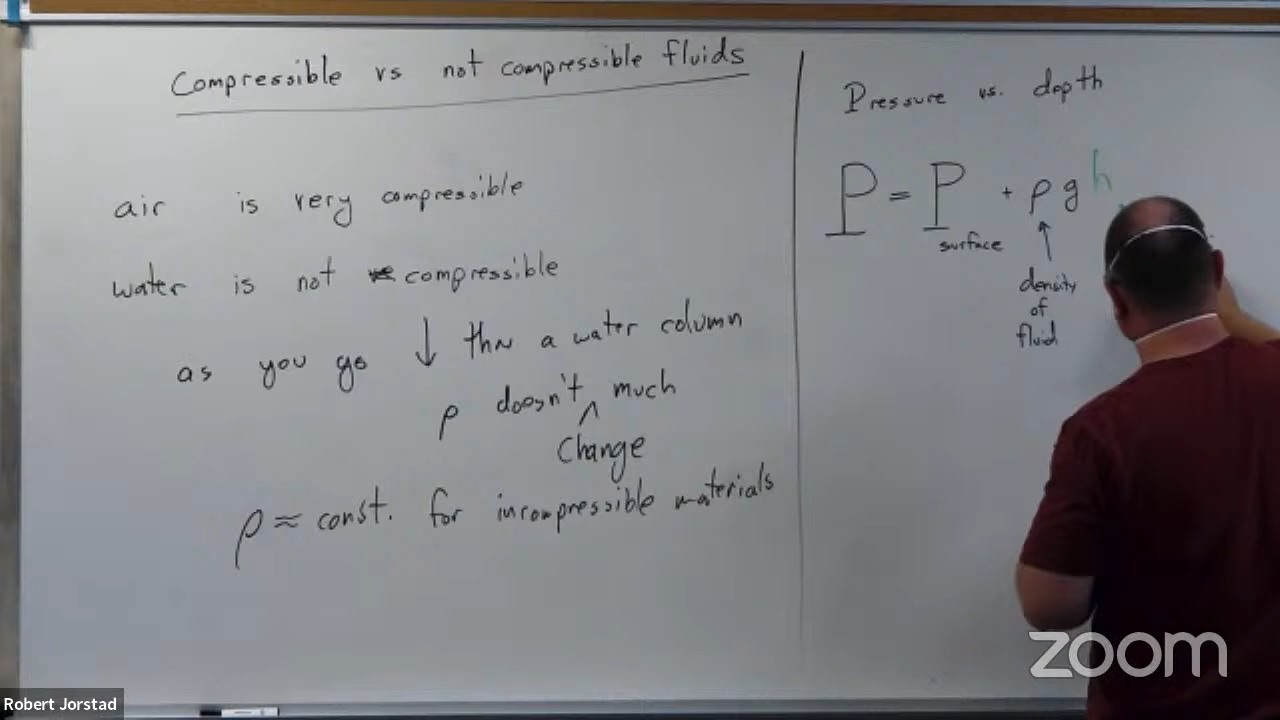 Compressible vs not compressible fluids
air is very compressible
water is not compressible
as you go ↓ thru a water column
ρ doesn't ^ much
Change
ρ ≈ const. for incompressible materials
Pressure vs. depth
P = P surface + ρ g h
density
of
fluid
zoom
Robert Jorstad